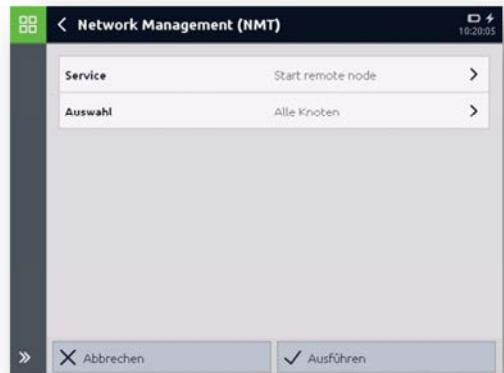 Network Management (NMT)
10:20:05
Service Start remote node
Auswahl Alle Knoten
Abbrechen Ausführen